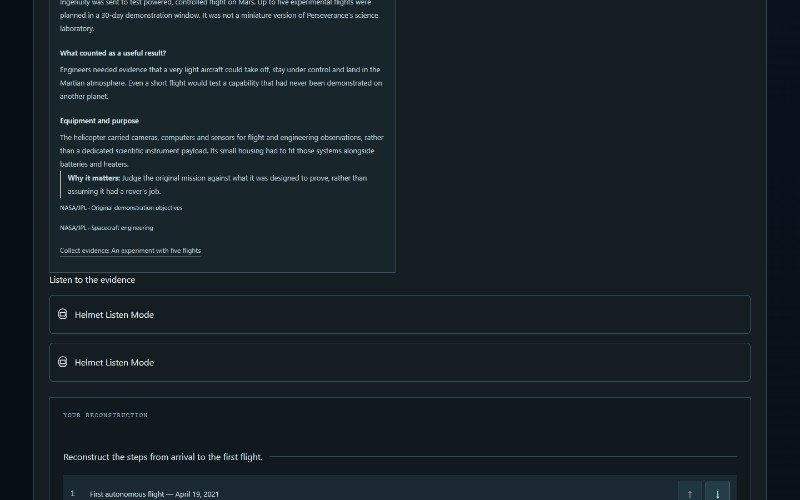 Ingenuity was sent to test powered, controlled flight on Mars. Up to five experimental flights were
planned in a 30-day demonstration window. It was not a miniature version of Perseverance's science
laboratory.
What counted as a useful result?
Engineers needed evidence that a very light aircraft could take off, stay under control and land in the
Martian atmosphere. Even a short flight would test a capability that had never been demonstrated on
another planet.
Equipment and purpose
The helicopter carried cameras, computers and sensors for flight and engineering observations, rather
than a dedicated scientific instrument payload. Its small housing had to fit those systems alongside
batteries and heaters.
Why it matters: Judge the original mission against what it was designed to prove, rather than
assuming it had a rover's job.
NASA/JPL - Original demonstration objectives
NASA/JPL - Spacecraft engineering
Collect evidence: An experiment with five flights
Listen to the evidence
Helmet Listen Mode
Helmet Listen Mode
YOUR RECONSTRUCTION
Reconstruct the steps from arrival to the first flight.
1 First autonomous flight — April 19, 2021 ↑ ↓